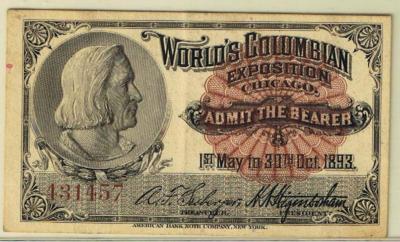 WORLD'S COLUMBIAN
EXPOSITION
CHICAGO.
ADMIT THE BEARER
1ST May to 30TH Oct. 1893.
431457
TREASURER.
PRESIDENT.
AMERICAN BANK NOTE COMPANY, NEW YORK.